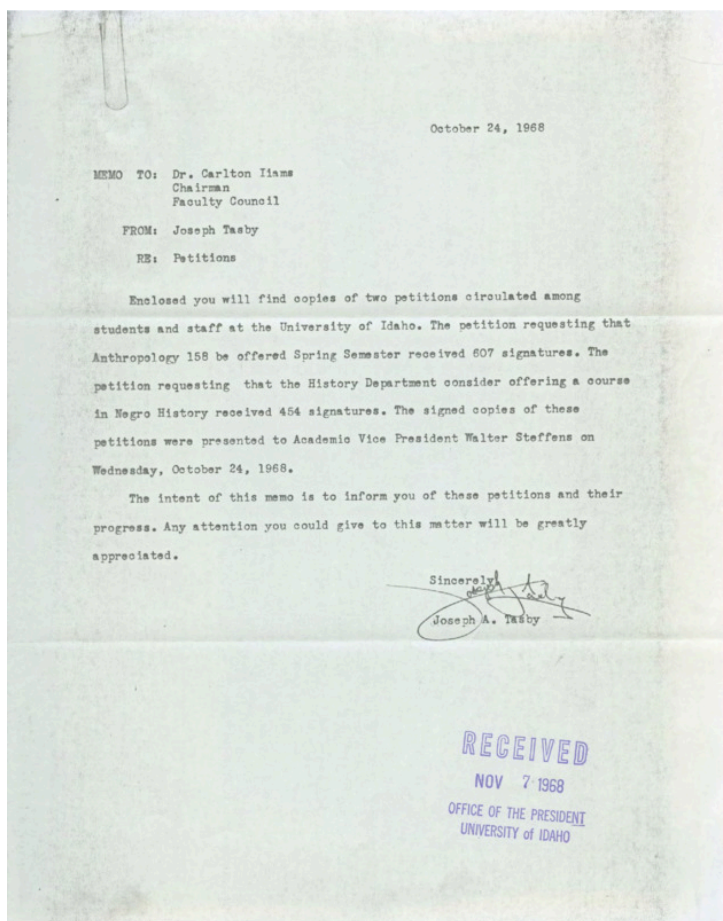 October 24, 1968
MEMO TO: Dr. Carlton Iiams
Chairman
Faculty Council
FROM: Joseph Tasby
RE: Petitions
Enclosed you will find copies of two petitions circulated among
students and staff at the University of Idaho. The petition requesting that
Anthropology 158 be offered Spring Semester received 607 signatures. The
petition requesting that the History Department consider offering a course
in Negro History received 454 signatures. The signed copies of these
petitions were presented to Academic Vice President Walter Steffens on
Wednesday, October 24, 1968.
The intent of this memo is to inform you of these petitions and their
progress. Any attention you could give to this matter will be greatly
appreciated.
Sincerely,
Joseph Tasby
Joseph A. Tasby
RECEIVED
NOV 7 1968
OFFICE OF THE PRESIDENT
UNIVERSITY of IDAHO